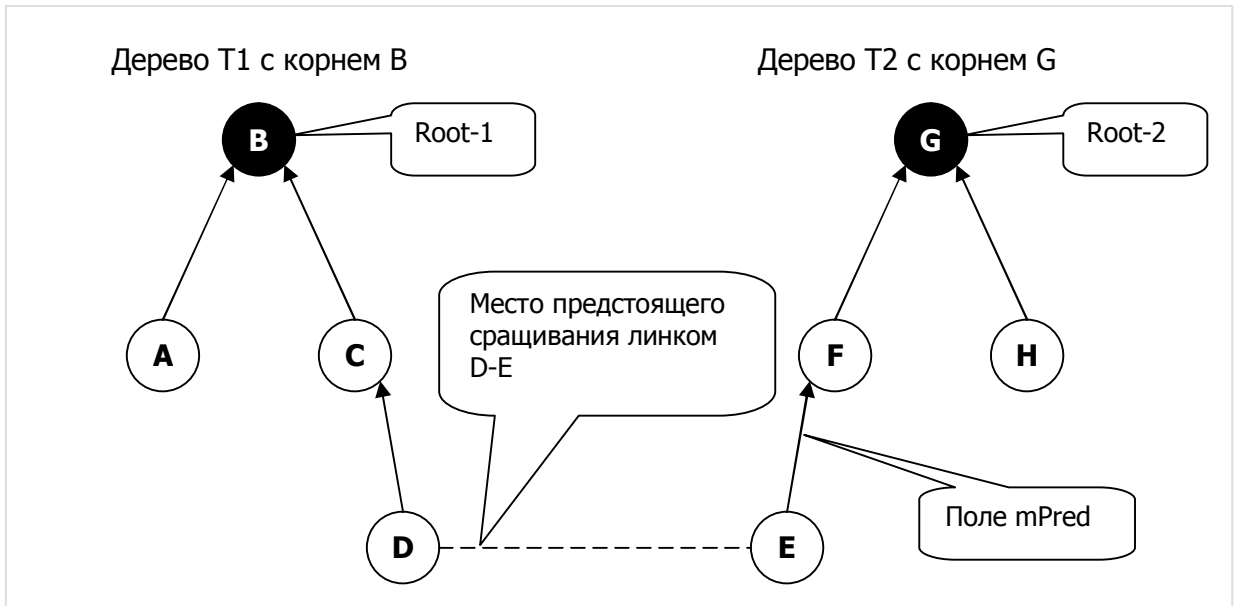 Дерево T1 с корнем B
Дерево T2 с корнем G
B
Root-1
G
Root-2
Место предстоящего
сращивания линком
D-E
A
C
F
H
D
E
Поле mPred